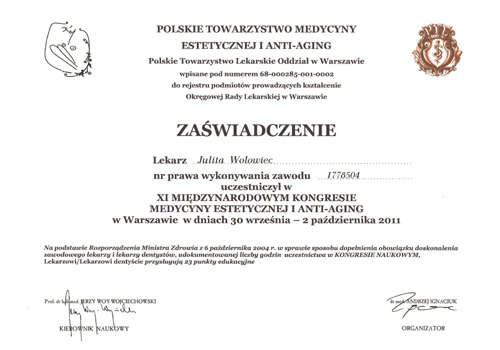 POLSKIE TOWARZYSTWO MEDYCYNY
ESTETYCZNEJ I ANTI-AGING
Polskie Towarzystwo Lekarskie Oddział w Warszawie
wpisane pod numerem 68-000285-001-0002
do rejestru podmiotów prowadzących kształcenie
Okręgowej Rady Lekarskiej w Warszawie
ZAŚWIADCZENIE
Lekarz Julita Wolowiec
nr prawa wykonywania zawodu 1778504
uczestniczył w
XI MIĘDZYNARODOWYM KONGRESIE
MEDYCYNY ESTETYCZNEJ I ANTI-AGING
w Warszawie w dniach 30 września – 2 października 2011
Na podstawie Rozporządzenia Ministra Zdrowia z 6 października 2004 r. w sprawie sposobu dopełnienia obowiązku doskonalenia
zawodowego lekarzy i lekarzy dentystów, udokumentowanej liczby godzin uczestnictwa w KONGRESIE NAUKOWYM,
Lekarzowi/Lekarzowi dentyście przysługują 23 punkty edukacyjne
Prof. dr hab. med. JERZY WOY-WOJCIECHOWSKI
KIEROWNIK NAUKOWY
dr med. ANDRZEJ IGNACIUK
ORGANIZATOR